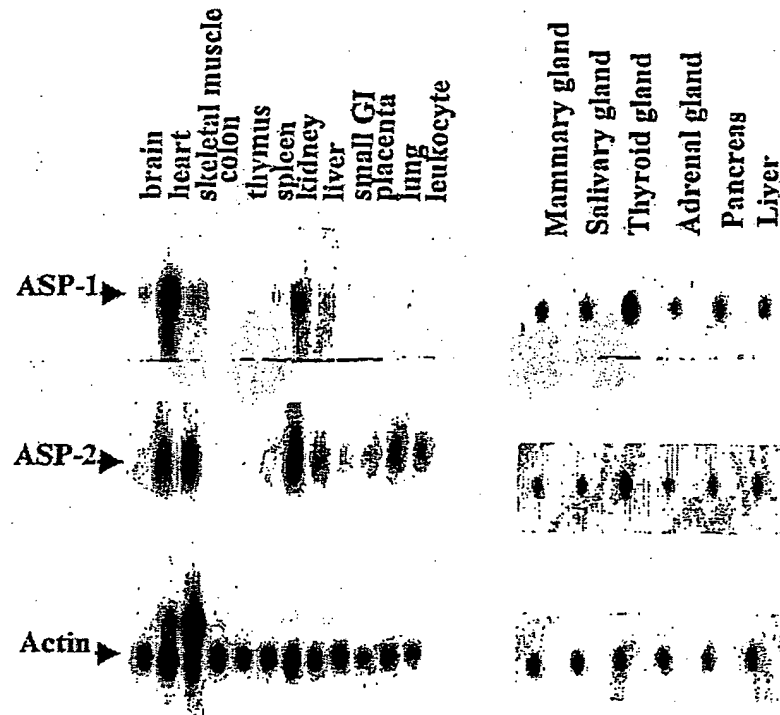 brain
heart
skeletal muscle
colon
thymus
spleen
kidney
liver
small GI
placenta
lung
leukocyte
Mammary gland
Salivary gland
Thyroid gland
Adrenal gland
Pancreas
Liver
ASP-1
ASP-2
Actin